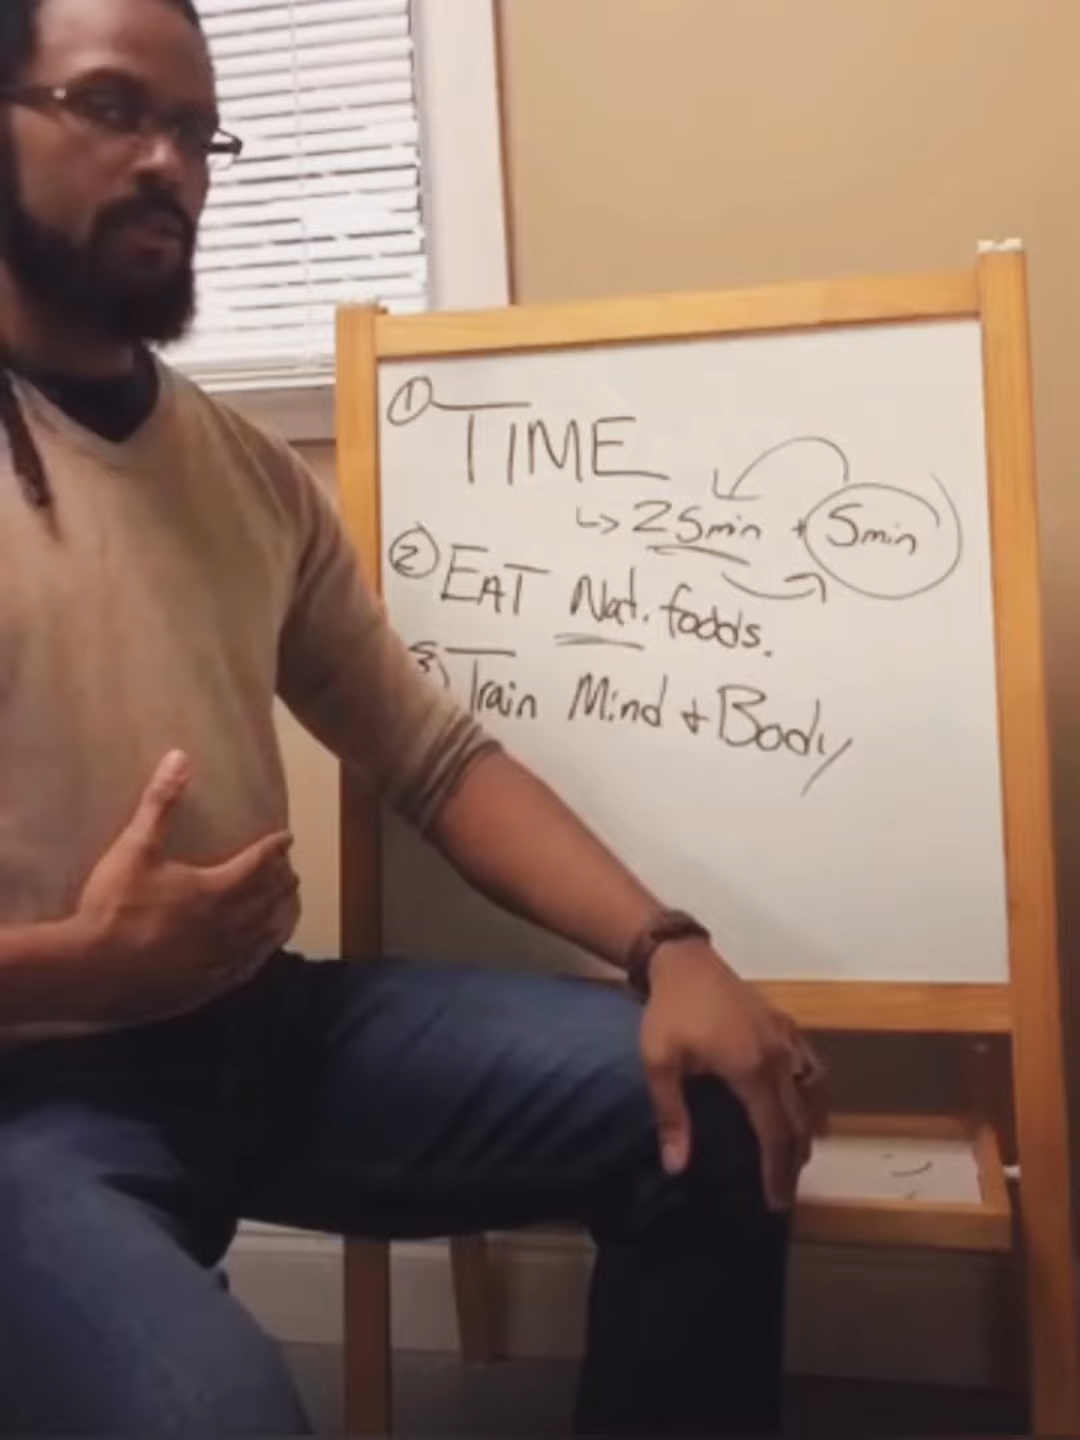 ① TIME
↳ 25min + 5min
② EAT Nat. foods.
③ Train Mind + Body